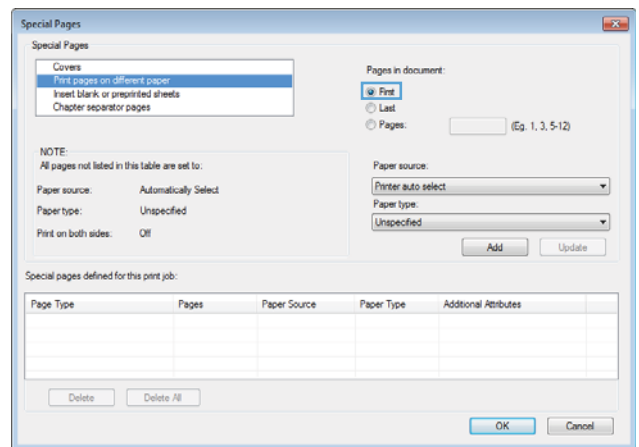 Special Pages
Special Pages
Covers
Print pages on different paper
Insert blank or preprinted sheets
Chapter separator pages
Pages in document:
First
Last
Pages: (Eg. 1, 3, 5-12)
NOTE:
All pages not listed in this table are set to:
Paper source: Automatically Select
Paper type: Unspecified
Print on both sides: Off
Paper source:
Printer auto select
Paper type:
Unspecified
Add Update
Special pages defined for this print job:
Page Type Pages Paper Source Paper Type Additional Attributes
Delete Delete All
OK Cancel